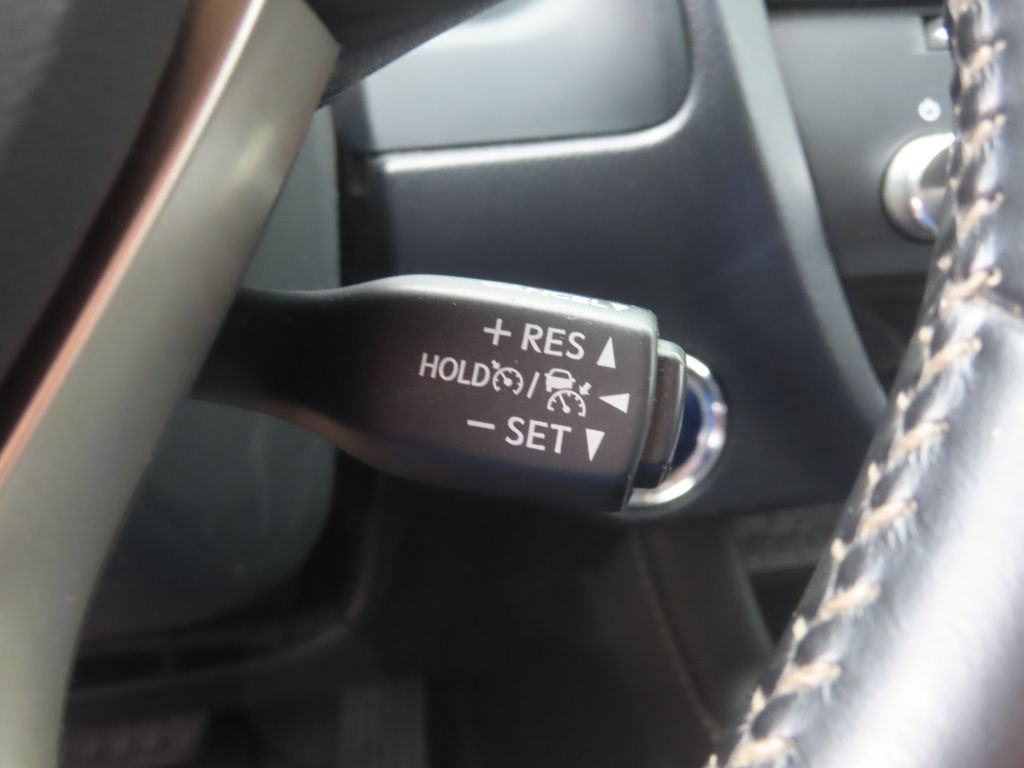 + RES
HOLD /
- SET